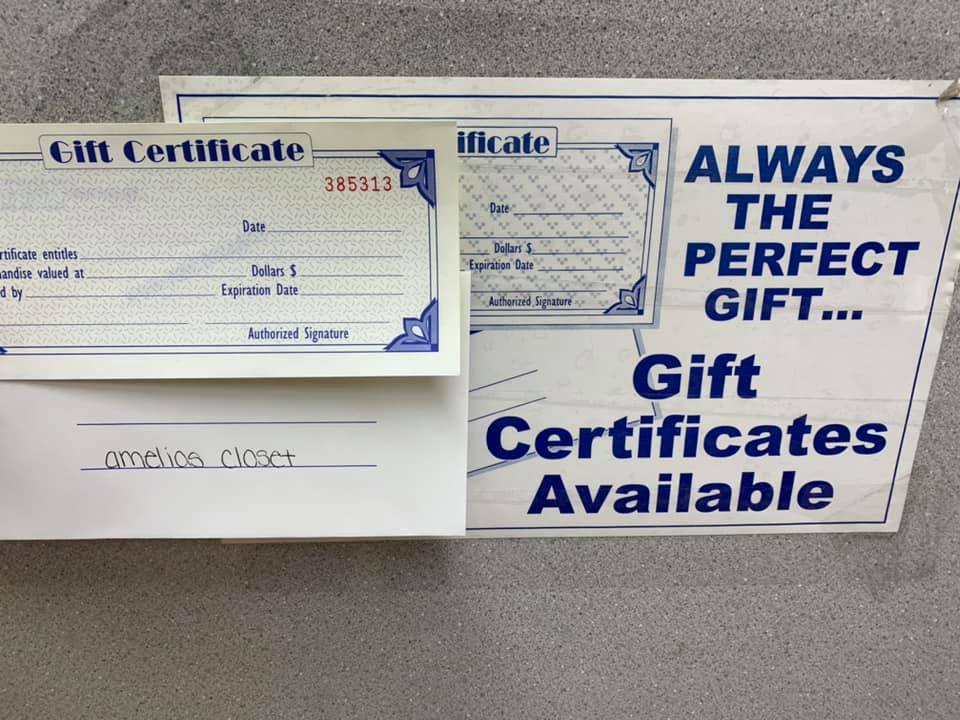 Gift Certificate
385313
Date
rtificate entitles
andise valued at
Dollars $
d by
Expiration Date
Authorized Signature
amelias closet
ificate
Date
Dollars $
Expiration Date
Authorized Signature
ALWAYS
THE
PERFECT
GIFT...
Gift
Certificates
Available